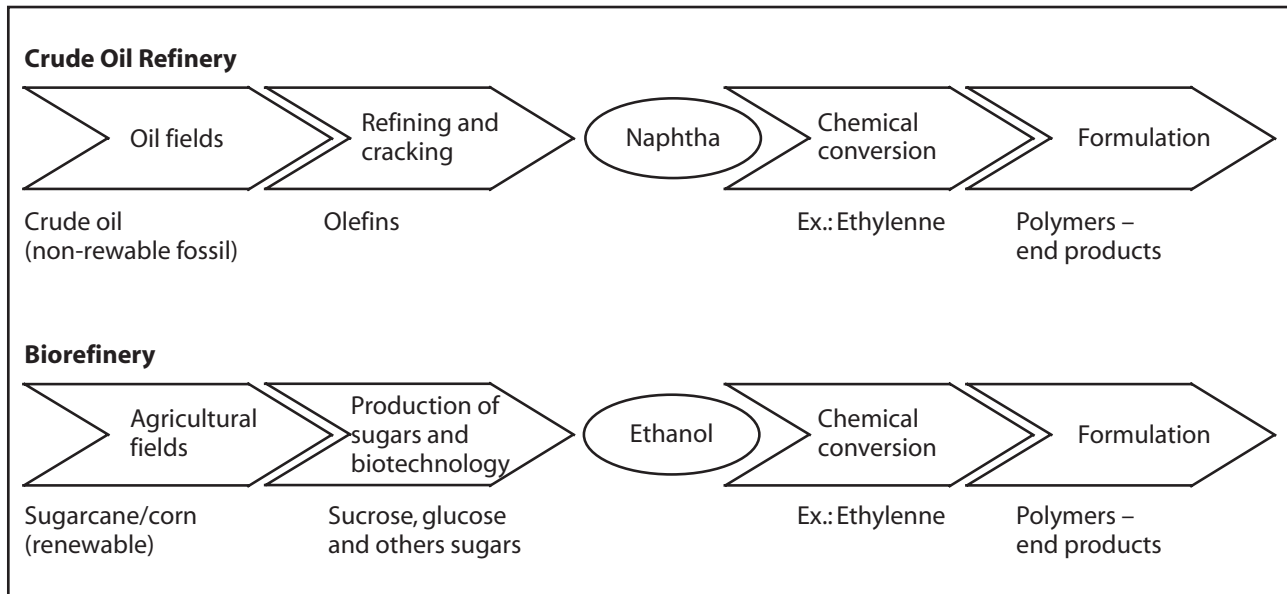 Crude Oil Refinery
Oil fields
Refining and
cracking
Naphtha
Chemical
conversion
Formulation
Crude oil
(non-rewable fossil)
Olefins
Ex.: Ethylenne
Polymers –
end products
Biorefinery
Agricultural
fields
Production of
sugars and
biotechnology
Ethanol
Chemical
conversion
Formulation
Sugarcane/corn
(renewable)
Sucrose, glucose
and others sugars
Ex.: Ethylenne
Polymers –
end products